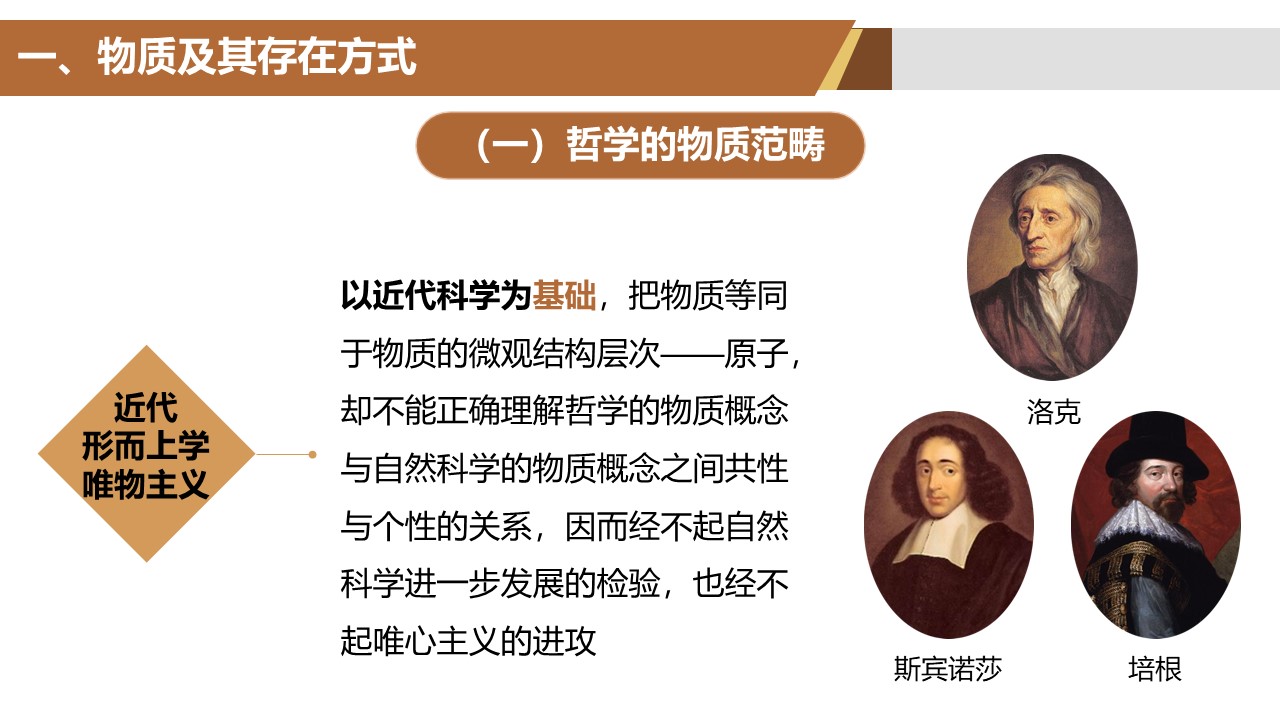 一、物质及其存在方式
（一）哲学的物质范畴
近代
形而上学
唯物主义
以近代科学为基础，把物质等同
于物质的微观结构层次——原子，
却不能正确理解哲学的物质概念
与自然科学的物质概念之间共性
与个性的关系，因而经不起自然
科学进一步发展的检验，也经不
起唯心主义的进攻
洛克
斯宾诺莎
培根